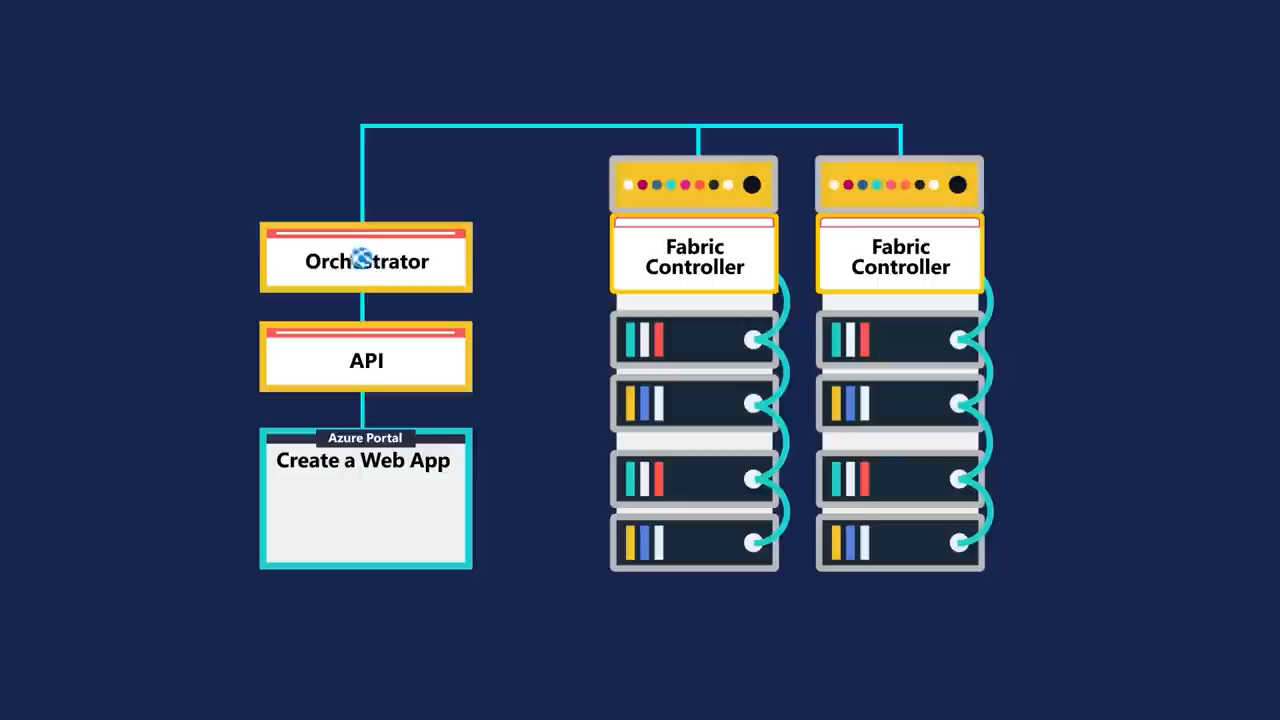 Orchestrator
API
Azure Portal
Create a Web App
Fabric
Controller
Fabric
Controller